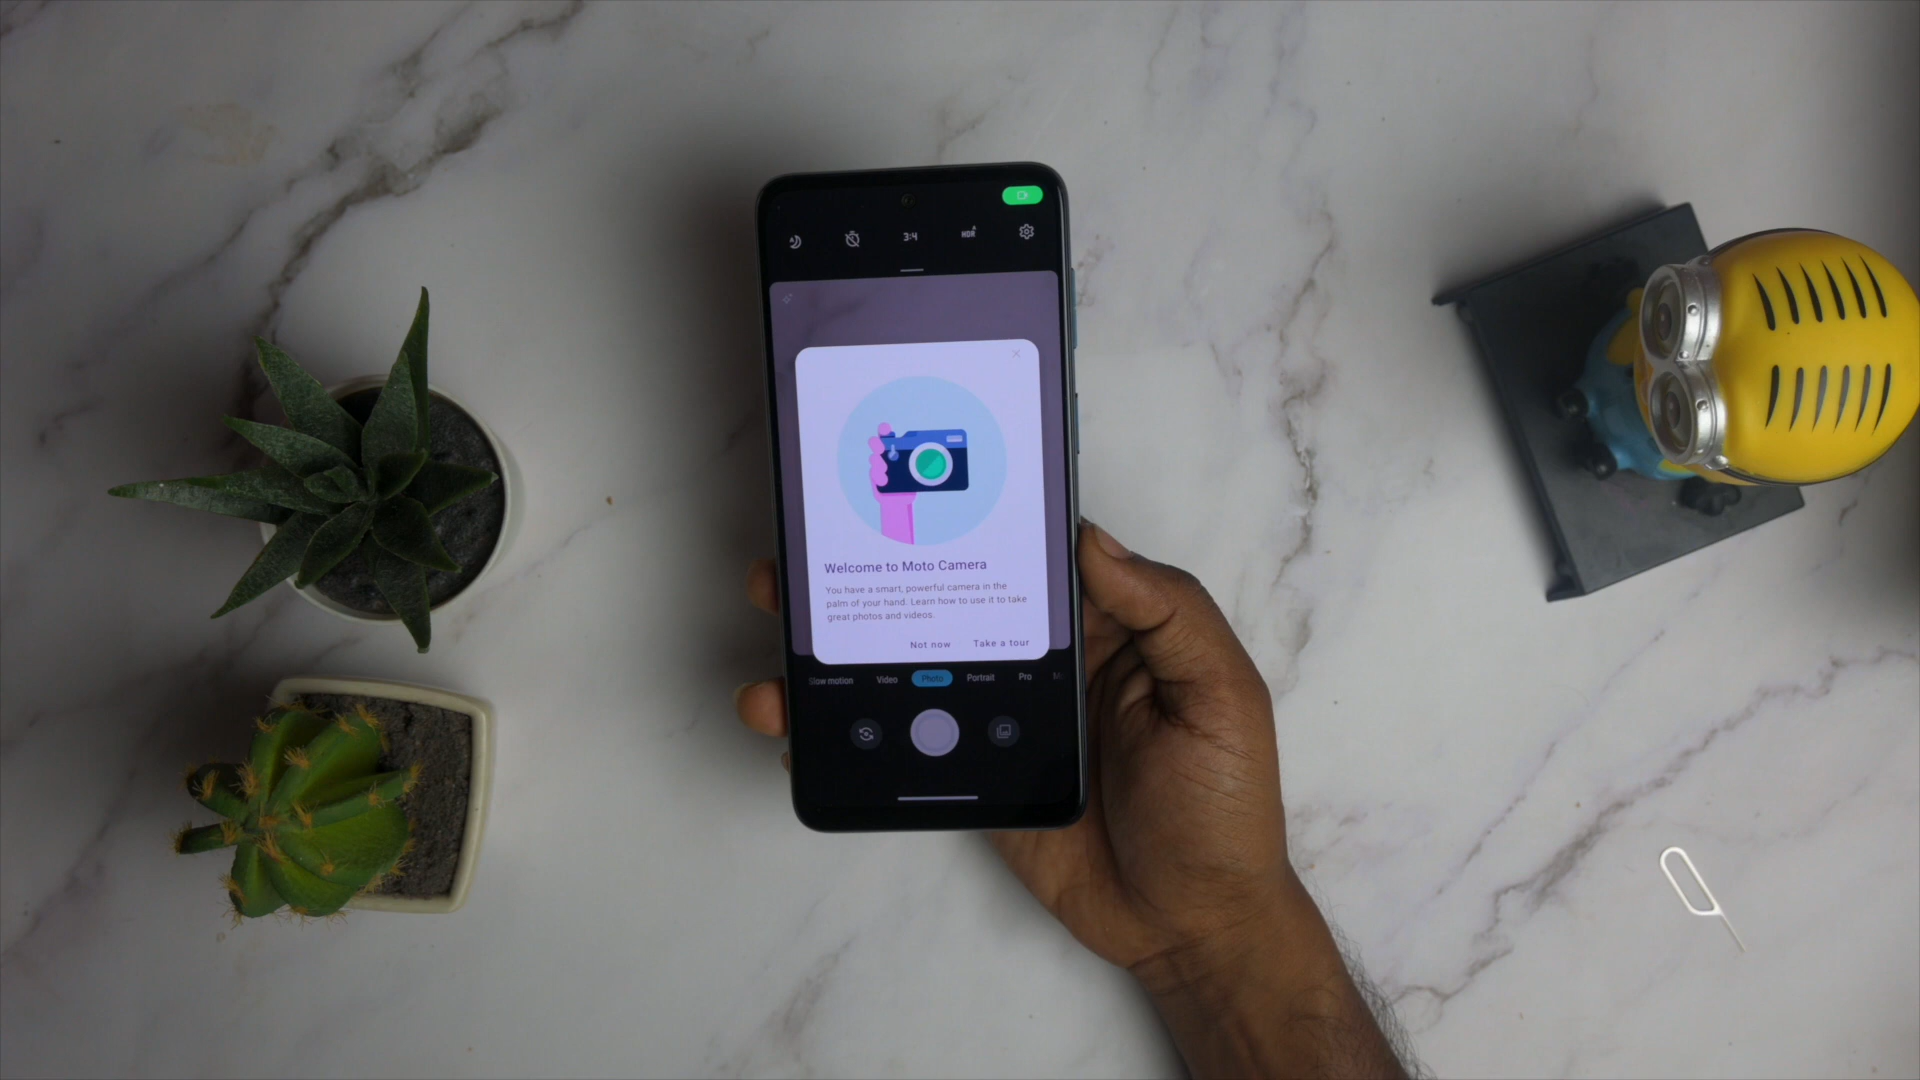 3:4
HDR
Welcome to Moto Camera
You have a smart, powerful camera in the
palm of your hand. Learn how to use it to take
great photos and videos.
Not now Take a tour
Slow motion Video Photo Portrait Pro